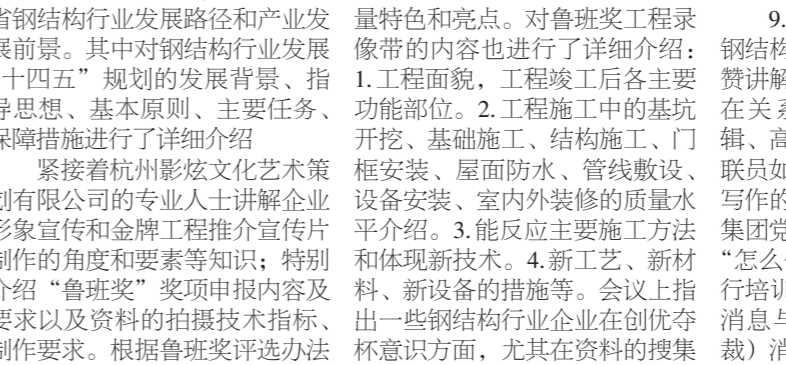 省钢结构行业发展路径和产业发
展前景。其中对钢结构行业发展
“十四五”规划的发展背景、指
导思想、基本原则、主要任务、
保障措施进行了详细介绍
紧接着杭州影炫文化艺术策
划有限公司的专业人士讲解企业
形象宣传和金牌工程推介宣传片
制作的角度和要素等知识；特别
介绍“鲁班奖”奖项申报内容及
要求以及资料的拍摄技术指标、
制作要求。根据鲁班奖评选办法
量特色和亮点。对鲁班奖工程录
像带的内容也进行了详细介绍：
1.工程面貌，工程竣工后各主要
功能部位。2.工程施工中的基坑
开挖、基础施工、结构施工、门
框安装、屋面防水、管线敷设、
设备安装、室内外装修的质量水
平介绍。3.能反应主要施工方法
和体现新技术。4.新工艺、新材
料、新设备的措施等。会议上指
出一些钢结构行业企业在创优夺
杯意识方面，尤其在资料的搜集
9.
钢结构
赞讲解
在关系
辑、高
联员如
写作的
集团党
“怎么
行培训
消息与
裁）消